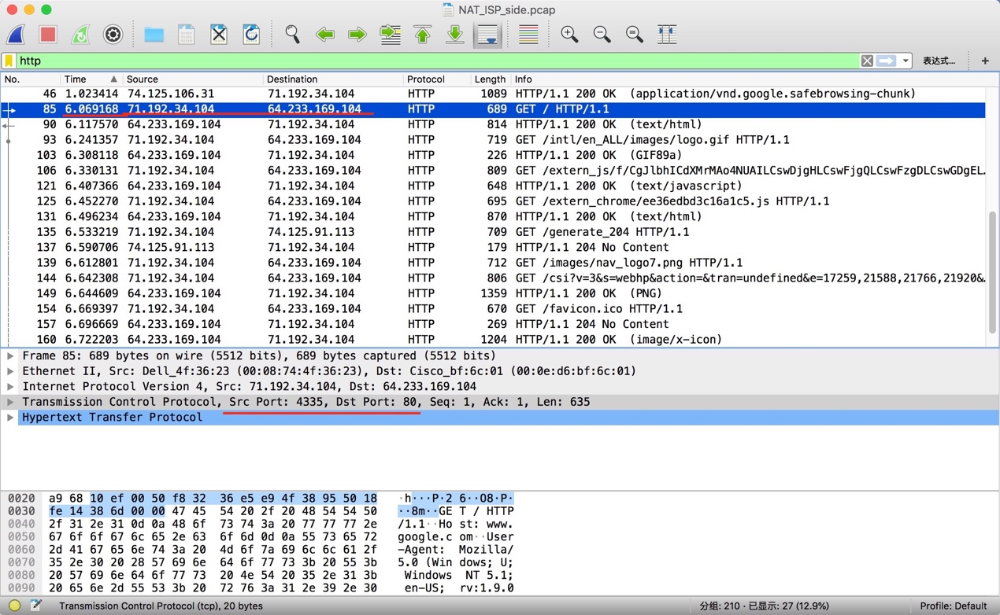 NAT_ISP_side.pcap
http
表达式…
+
No. Time Source Destination Protocol Length Info
46 1.023414 74.125.106.31 71.192.34.104 HTTP 1089 HTTP/1.1 200 OK (application/vnd.google.safebrowsing-chunk)
85 6.069168 71.192.34.104 64.233.169.104 HTTP 689 GET / HTTP/1.1
90 6.117570 64.233.169.104 71.192.34.104 HTTP 814 HTTP/1.1 200 OK (text/html)
93 6.241357 71.192.34.104 64.233.169.104 HTTP 719 GET /intl/en_ALL/images/logo.gif HTTP/1.1
103 6.308118 64.233.169.104 71.192.34.104 HTTP 226 HTTP/1.1 200 OK (GIF89a)
106 6.330131 71.192.34.104 64.233.169.104 HTTP 809 GET /extern_js/f/CgJlbhICdXMrMAo4NUAILCswDjgHLCswFjgQLCswFzgDLCswGDgEL…
121 6.407366 64.233.169.104 71.192.34.104 HTTP 648 HTTP/1.1 200 OK (text/javascript)
125 6.452270 71.192.34.104 64.233.169.104 HTTP 695 GET /extern_chrome/ee36edbd3c16a1c5.js HTTP/1.1
131 6.496234 64.233.169.104 71.192.34.104 HTTP 870 HTTP/1.1 200 OK (text/html)
135 6.533219 71.192.34.104 74.125.91.113 HTTP 709 GET /generate_204 HTTP/1.1
137 6.590706 74.125.91.113 71.192.34.104 HTTP 179 HTTP/1.1 204 No Content
139 6.612801 71.192.34.104 64.233.169.104 HTTP 712 GET /images/nav_logo7.png HTTP/1.1
144 6.642308 71.192.34.104 64.233.169.104 HTTP 806 GET /csi?v=3&s=webhp&action=&tran=undefined&e=17259,21588,21766,21920&…
149 6.644609 64.233.169.104 71.192.34.104 HTTP 1359 HTTP/1.1 200 OK (PNG)
154 6.669397 71.192.34.104 64.233.169.104 HTTP 670 GET /favicon.ico HTTP/1.1
157 6.696669 64.233.169.104 71.192.34.104 HTTP 269 HTTP/1.1 204 No Content
160 6.722203 64.233.169.104 71.192.34.104 HTTP 1204 HTTP/1.1 200 OK (image/x-icon)
Frame 85: 689 bytes on wire (5512 bits), 689 bytes captured (5512 bits)
Ethernet II, Src: Dell_4f:36:23 (00:08:74:4f:36:23), Dst: Cisco_bf:6c:01 (00:0e:d6:bf:6c:01)
Internet Protocol Version 4, Src: 71.192.34.104, Dst: 64.233.169.104
Transmission Control Protocol, Src Port: 4335, Dst Port: 80, Seq: 1, Ack: 1, Len: 635
Hypertext Transfer Protocol
0020 a9 68 10 ef 00 50 f8 32 36 e5 e9 4f 38 95 50 18 ·h···P·2 6··O8·P·
0030 fe 14 38 6d 00 00 47 45 54 20 2f 20 48 54 54 50 ··8m··GE T / HTTP
0040 2f 31 2e 31 0d 0a 48 6f 73 74 3a 20 77 77 77 2e /1.1··Ho st: www.
0050 67 6f 6f 67 6c 65 2e 63 6f 6d 0d 0a 55 73 65 72 google.c om··User
0060 2d 41 67 65 6e 74 3a 20 4d 6f 7a 69 6c 6c 61 2f -Agent: Mozilla/
0070 35 2e 30 20 28 57 69 6e 64 6f 77 73 3b 20 55 3b 5.0 (Win dows; U;
0080 20 57 69 6e 64 6f 77 73 20 4e 54 20 35 2e 31 3b Windows NT 5.1;
0090 20 65 6e 2d 55 53 3b 20 72 76 3a 31 2e 39 2e 30 en-US; rv:1.9.0
Transmission Control Protocol (tcp), 20 bytes
分组: 210 · 已显示: 27 (12.9%)
Profile: Default